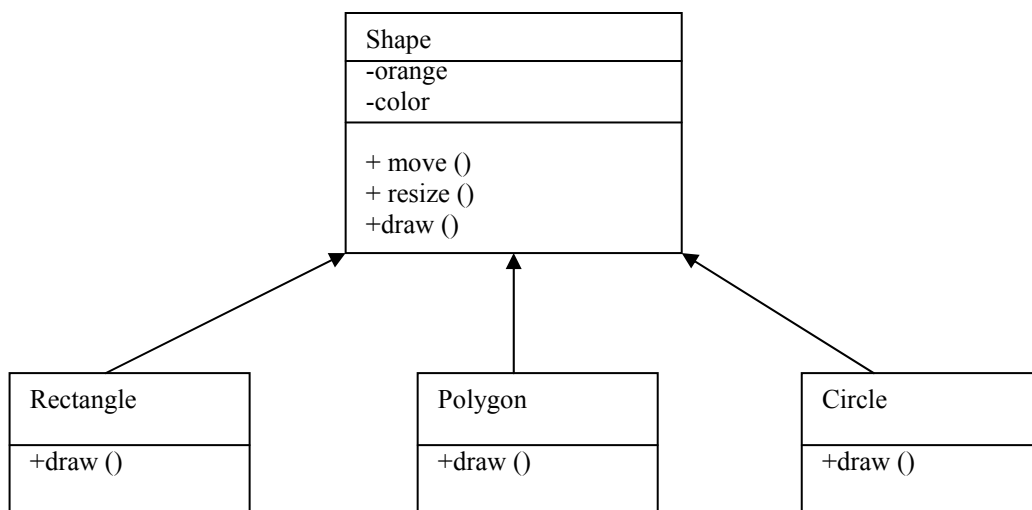 Shape
-orange
-color
+ move ()
+ resize ()
+draw ()
Rectangle
+draw ()
Polygon
+draw ()
Circle
+draw ()